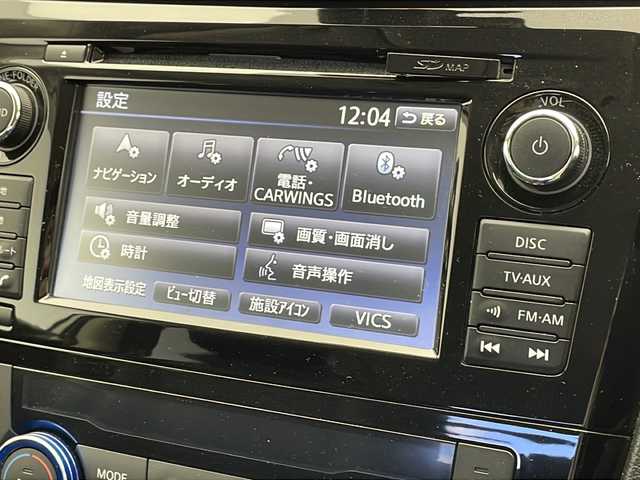 SD MAP
設定
12:04 戻る
ナビゲーション
オーディオ
電話・
CARWINGS
Bluetooth
音量調整
画質・画面消し
時計
音声操作
地図表示設定
ビュー切替
施設アイコン
VICS
VOL
DISC
TV·AUX
FM·AM
MODE